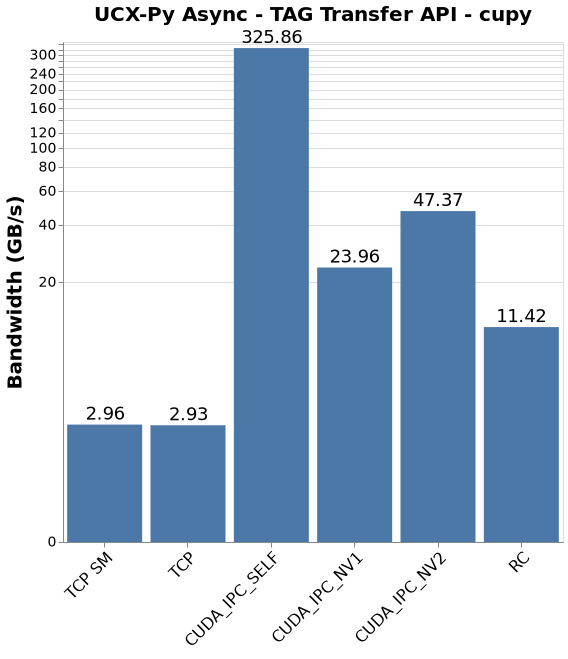 UCX-Py Async - TAG Transfer API - cupy
325.86
300
240
200
160
120
100
80
60
47.37
40
23.96
20
11.42
2.96
2.93
0
Bandwidth (GB/s)
TCP SM
TCP
CUDA_IPC_SELF
CUDA_IPC_NV1
CUDA_IPC_NV2
RC